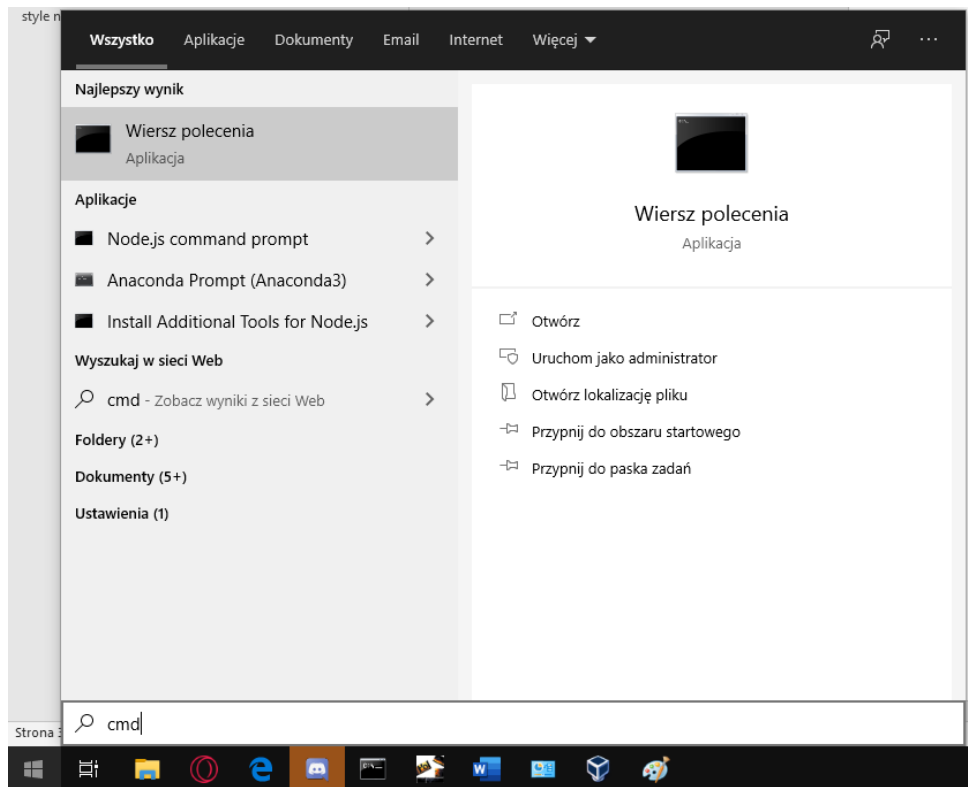 style n
Wszystko Aplikacje Dokumenty Email Internet Więcej
Najlepszy wynik
Wiersz polecenia
Aplikacja
Aplikacje
Node.js command prompt
Anaconda Prompt (Anaconda3)
Install Additional Tools for Node.js
Wyszukaj w sieci Web
cmd - Zobacz wyniki z sieci Web
Foldery (2+)
Dokumenty (5+)
Ustawienia (1)
Wiersz polecenia
Aplikacja
Otwórz
Uruchom jako administrator
Otwórz lokalizację pliku
Przypnij do obszaru startowego
Przypnij do paska zadań
cmd
Strona 3